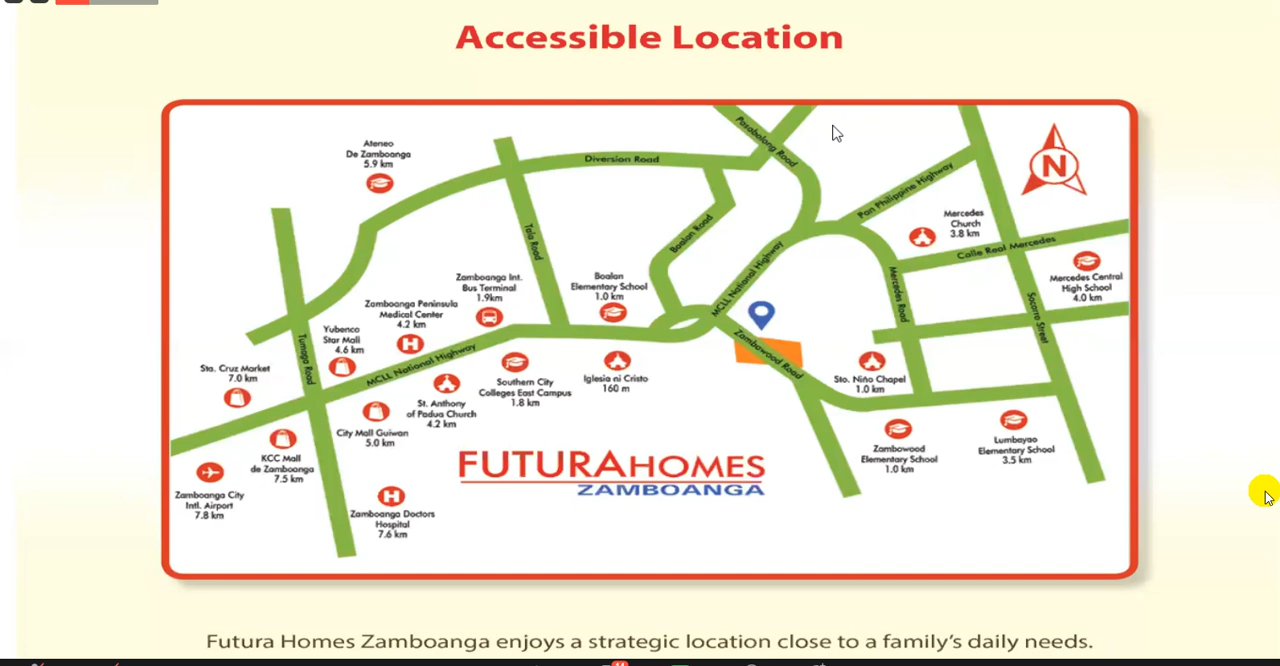 Accessible Location
Ateneo
De Zamboanga
5.9 km
Diversion Road
Pasobolong Road
Pan Philippine Highway
N
Mercedes
Church
3.8 km
Calle Real Mercedes
Mercedes Central
High School
4.0 km
Tala Road
Boalan Road
MCLL National Highway
Mercedes Road
Socorro Street
Zamboanga Int.
Bus Terminal
1.9km
Boalan
Elementary School
1.0 km
Zamboanga Peninsula
Medical Center
4.2 km
Yubenco
Star Mall
4.6 km
Tumaga Road
MCLL National Highway
Zambowood Road
Sta. Cruz Market
7.0 km
Southern City
Colleges East Campus
1.8 km
Iglesia ni Cristo
160 m
Sto. Niño Chapel
1.0 km
St. Anthony
of Padua Church
4.2 km
City Mall Guiwan
5.0 km
KCC Mall
de Zamboanga
7.5 km
Zambowood
Elementary School
1.0 km
Lumbayao
Elementary School
3.5 km
Zamboanga City
Intl. Airport
7.8 km
H
H
Zamboanga Doctors
Hospital
7.6 km
FUTURAHOMES
ZAMBOANGA
Futura Homes Zamboanga enjoys a strategic location close to a family's daily needs.